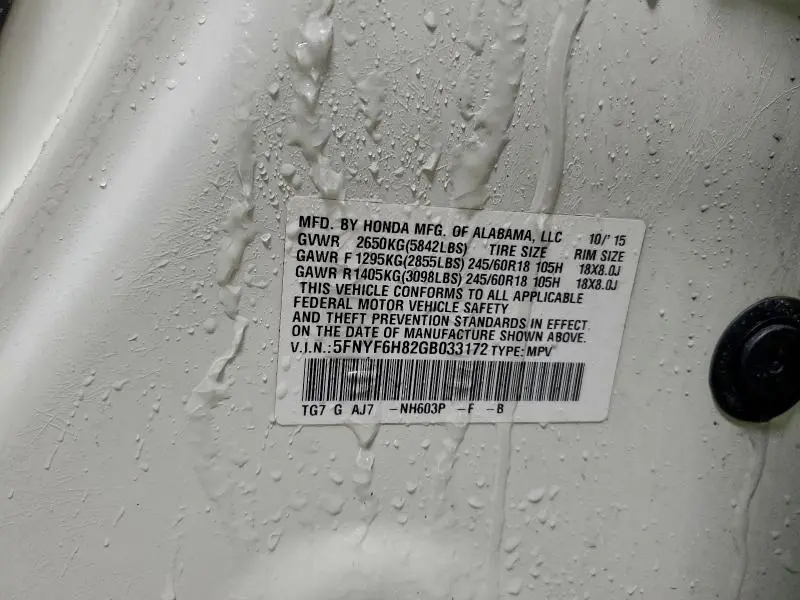 MFD. BY HONDA MFG. OF ALABAMA, LLC 10/'15
GVWR 2650KG(5842LBS) TIRE SIZE RIM SIZE
GAWR F 1295KG(2855LBS) 245/60R18 105H 18X8.0J
GAWR R1405KG(3098LBS) 245/60R18 105H 18X8.0J
THIS VEHICLE CONFORMS TO ALL APPLICABLE
FEDERAL MOTOR VEHICLE SAFETY
AND THEFT PREVENTION STANDARDS IN EFFECT
ON THE DATE OF MANUFACTURE SHOWN ABOVE.
V.I.N.:5FNYF6H82GB033172 TYPE: MPV
TG7 G AJ7 -NH603P -F -B